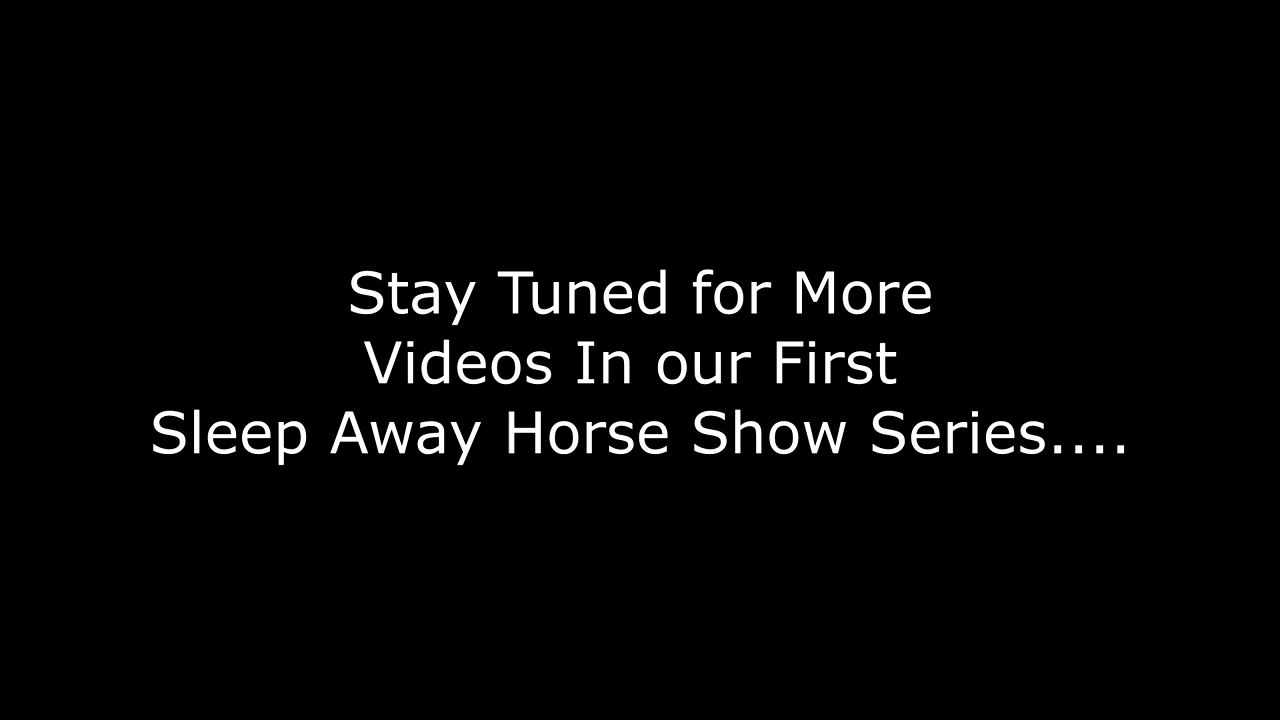 Stay Tuned for More
Videos In our First
Sleep Away Horse Show Series....